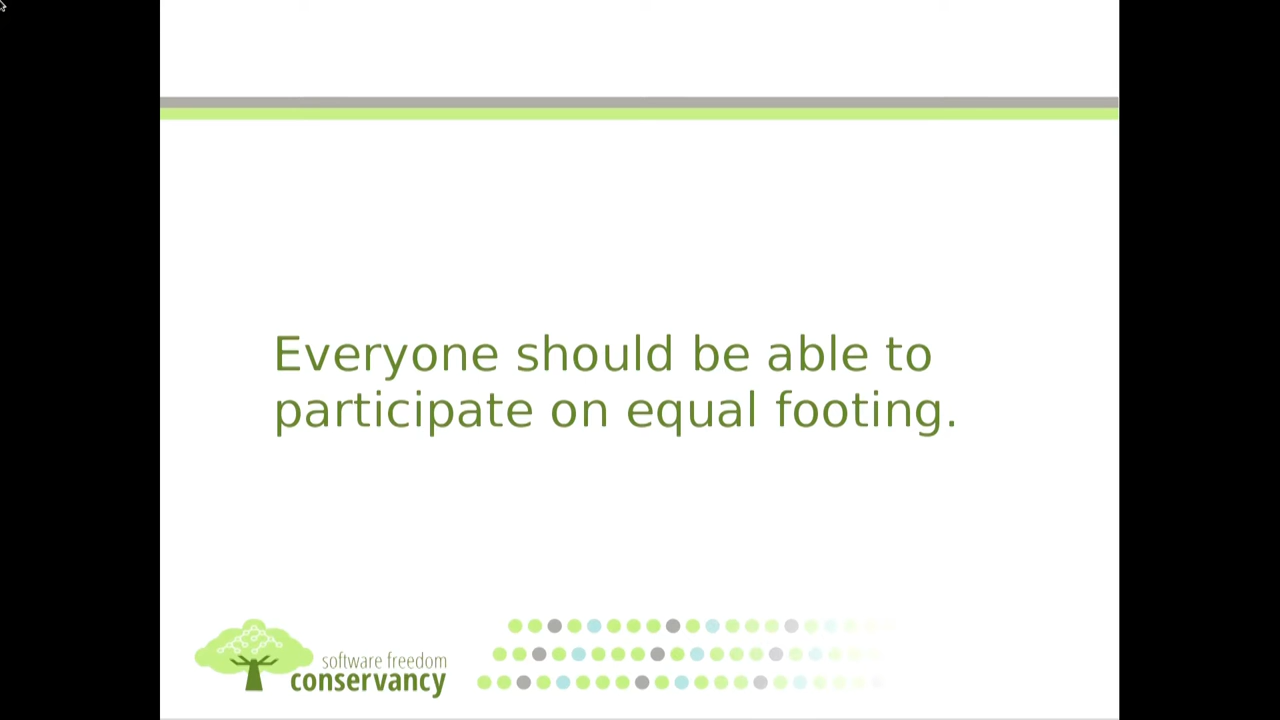 Everyone should be able to
participate on equal footing.
software freedom
conservancy